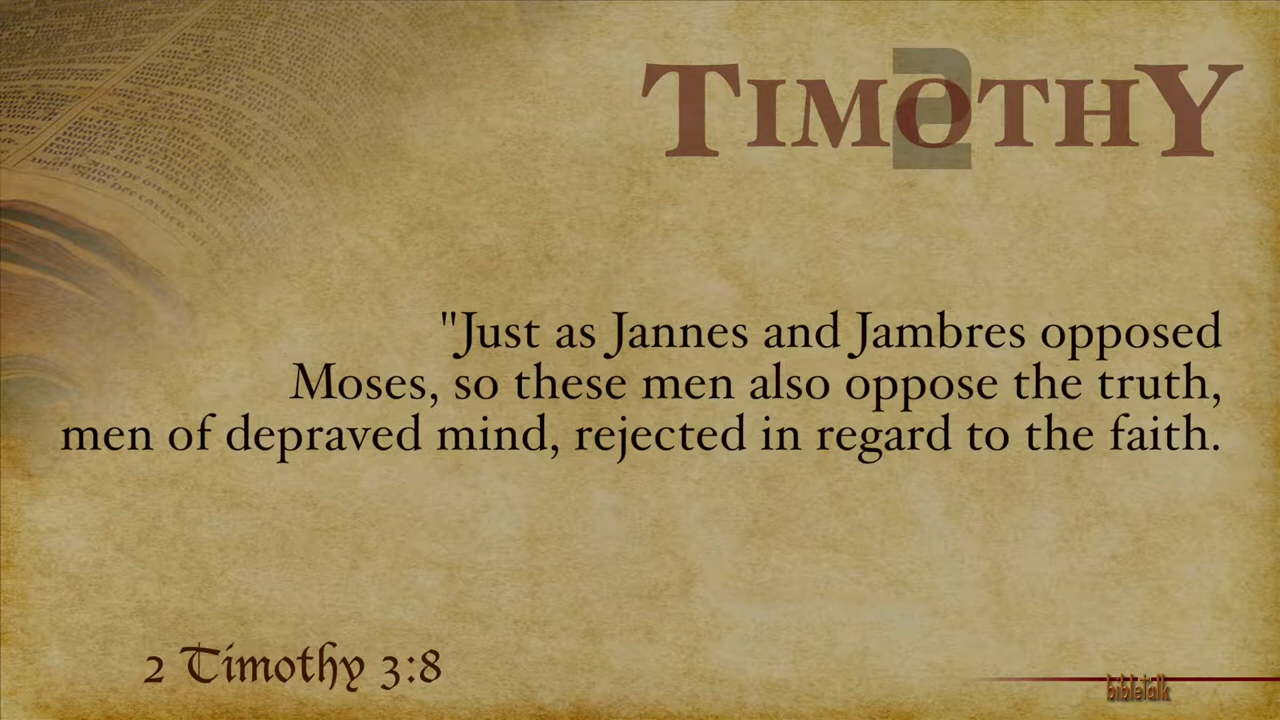 2
TIMOTHY
"Just as Jannes and Jambres opposed
Moses, so these men also oppose the truth,
men of depraved mind, rejected in regard to the faith.
2 Timothy 3:8
bibletalk